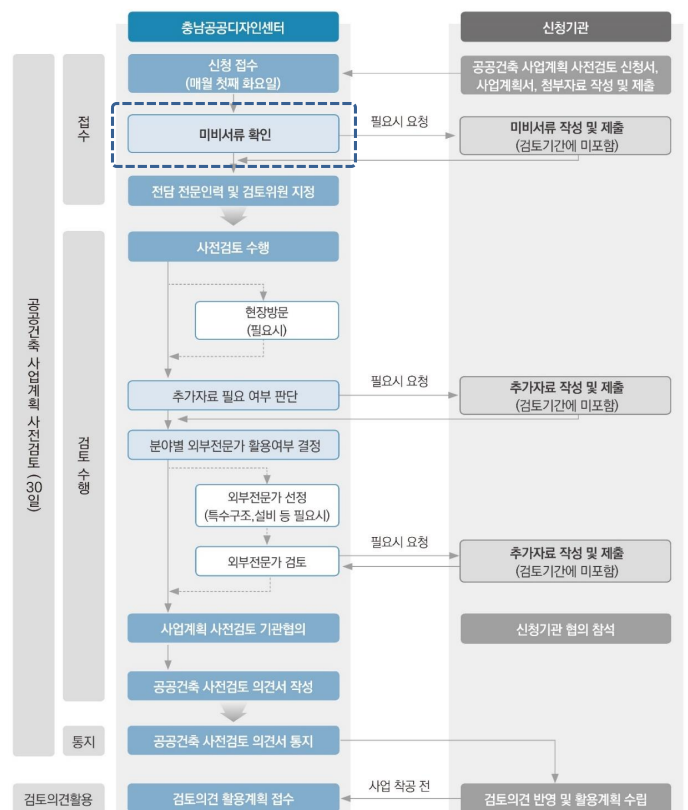 충남공공디자인센터
신청기관
신청 접수
(매월 첫째 화요일)
공공건축 사업계획 사전검토 신청서,
사업계획서, 첨부자료 작성 및 제출
접수
미비서류 확인
필요시 요청
미비서류 작성 및 제출
(검토기간에 미포함)
전담 전문인력 및 검토위원 지정
공공건축 사업계획 사전검토 (30일)
검토 수행
사전검토 수행
현장방문
(필요시)
추가자료 필요 여부 판단
필요시 요청
추가자료 작성 및 제출
(검토기간에 미포함)
분야별 외부전문가 활용여부 결정
외부전문가 선정
(특수구조,설비 등 필요시)
외부전문가 검토
필요시 요청
추가자료 작성 및 제출
(검토기간에 미포함)
사업계획 사전검토 기관협의
신청기관 협의 참석
공공건축 사전검토 의견서 작성
통지
공공건축 사전검토 의견서 통지
검토의견활용
검토의견 활용계획 접수
사업 착공 전
검토의견 반영 및 활용계획 수립